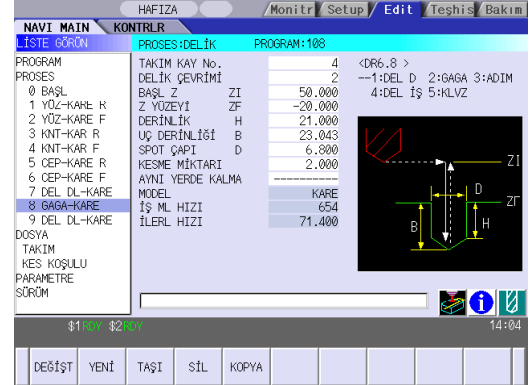 HAFIZA
Monitr Setup Edit Teşhis Bakım
NAVI MAIN KONTRLR
LİSTE GÖRÜN
PROSES:DELİK PROGRAM:108
PROGRAM
PROSES
0 BAŞL
1 YÜZ-KARE R
2 YÜZ-KARE F
3 KNT-KAR R
4 KNT-KAR F
5 CEP-KARE R
6 CEP-KARE F
7 DEL DL-KARE
8 GAGA-KARE
9 DEL DL-KARE
DOSYA
TAKIM
KES KOŞULU
PARAMETRE
SÜRÜM
TAKIM KAY No. 4
DELİK ÇEVRİMİ 2
BAŞL Z ZI 50.000
Z YÜZEYİ ZF -20.000
DERİNLİK H 21.000
UÇ DERİNLİĞİ B 23.043
SPOT ÇAPI D 6.800
KESME MİKTARI 2.000
AYNI YERDE KALMA ----------
MODEL KARE
İŞ ML HIZI 654
İLERL HIZI 71.400
<DR6.8 >
--1:DEL D 2:GAGA 3:ADIM
4:DEL İŞ 5:KLVZ
ZI
D
ZF
B
H
$1 RDY $2 RDY
14:04
DEĞİŞT YENİ TAŞI SİL KOPYA